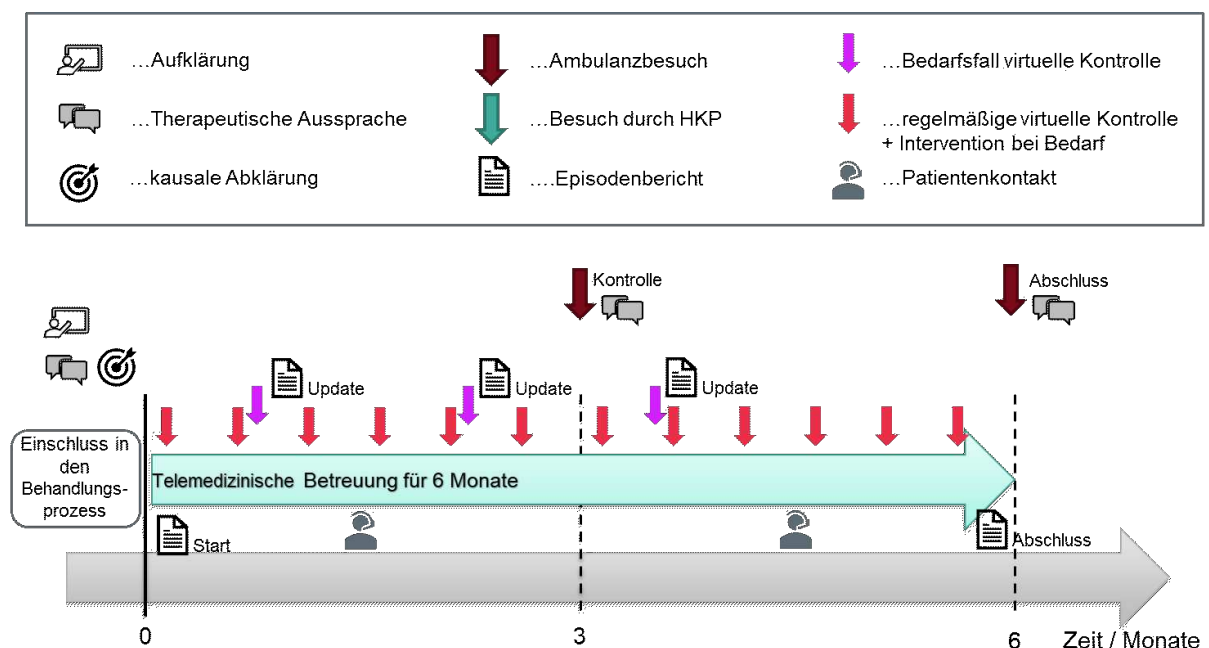 ...Aufklärung
...Ambulanzbesuch
...Bedarfsfall virtuelle Kontrolle
...Therapeutische Aussprache
...Besuch durch HKP
...regelmäßige virtuelle Kontrolle
+ Intervention bei Bedarf
...kausale Abklärung
....Episodenbericht
...Patientenkontakt
Kontrolle
Abschluss
Update
Update
Update
Einschluss in
den
Behandlungs-
prozess
Telemedizinische Betreuung für 6 Monate
Start
Abschluss
0
3
6
Zeit / Monate